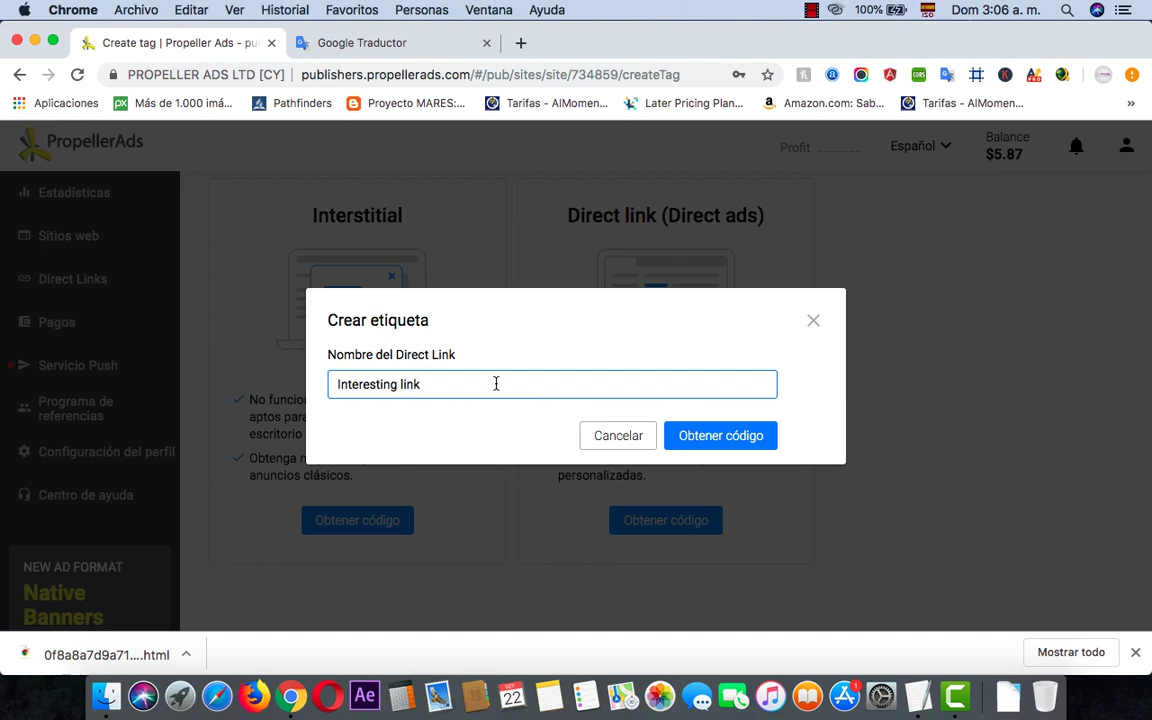 Chrome Archivo Editar Ver Historial Favoritos Personas Ventana Ayuda 100% ISO Dom 3:06 a. m.
Create tag | Propeller Ads - pu Google Traductor
PROPELLER ADS LTD [CY] publishers.propellerads.com/#/pub/sites/site/734859/createTag
Aplicaciones Más de 1.000 imá... Pathfinders Proyecto MARES:... Tarifas - AlMomen... Later Pricing Plan... Amazon.com: Sab... Tarifas - AlMomen... »
PropellerAds Profit Español Balance
$5.87
Estadísticas
Sitios web
Direct Links
Pagos
Servicio Push
Programa de
referencias
Configuración del perfil
Centro de ayuda
NEW AD FORMAT
Native
Banners
Interstitial
Direct link (Direct ads)
Crear etiqueta
Nombre del Direct Link
Interesting link
Cancelar Obtener código
No funcio
aptos para
escritorio
Obtenga
anuncios clásicos.
personalizadas.
Obtener código
Obtener código
0f8a8a7d9a71....html Mostrar todo
Ae SEP 22